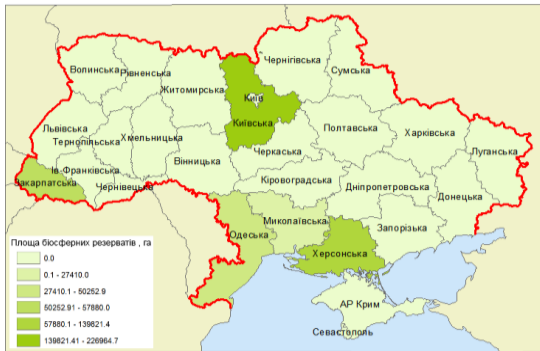 Чернігівська
Волинська
Рівненська
Сумська
Житомирська
Київ
Київська
Львівська
Тернопільська
Хмельницька
Полтавська
Харківська
Черкаська
Луганська
Вінницька
Ів-Франківська
Закарпатська
Чернівецька
Кіровоградська
Дніпропетровська
Донецька
Миколаївська
Одеська
Запорізька
Херсонська
АР Крим
Севастополь
Площа біосферних резерватів , га
0.0
0.1 - 27410.0
27410.1 - 50252.9
50252.91 - 57880.0
57880.1 - 139821.4
139821.41 - 226964.7